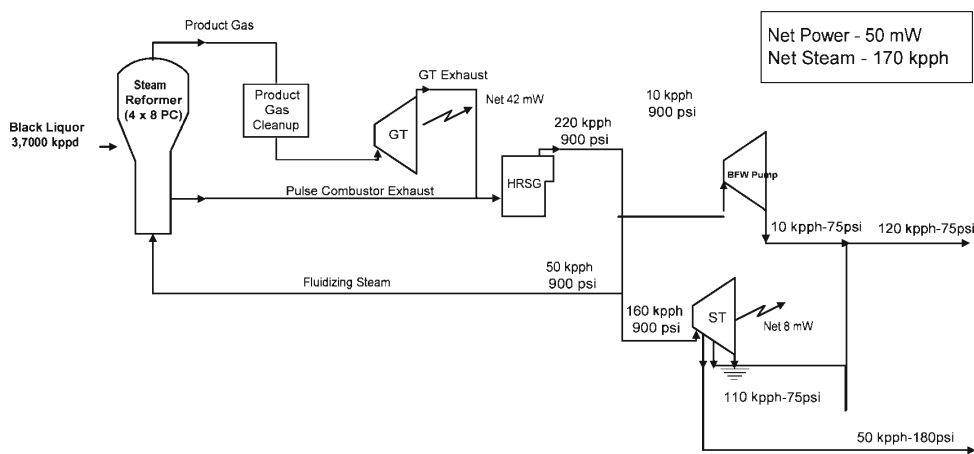 Product Gas
Net Power - 50 mW
Net Steam - 170 kpph
Steam
Reformer
(4 x 8 PC)
Product
Gas
Cleanup
GT Exhaust
Net 42 mW
GT
10 kpph
900 psi
Black Liquor
3,7000 kppd
220 kpph
900 psi
HRSG
BFW Pump
Pulse Combustor Exhaust
10 kpph-75psi
120 kpph-75psi
Fluidizing Steam
50 kpph
900 psi
160 kpph
900 psi
ST
Net 8 mW
110 kpph-75psi
50 kpph-180psi